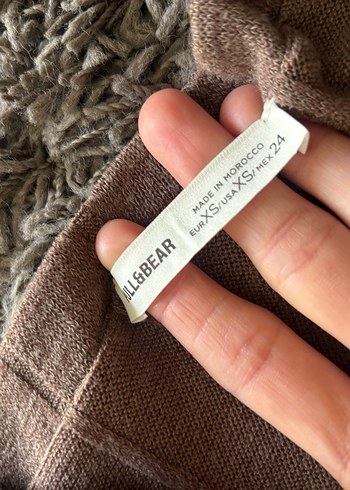 ULL&BEAR
MADE IN MOROCCO
EUR XS/USA XS/MEX 24